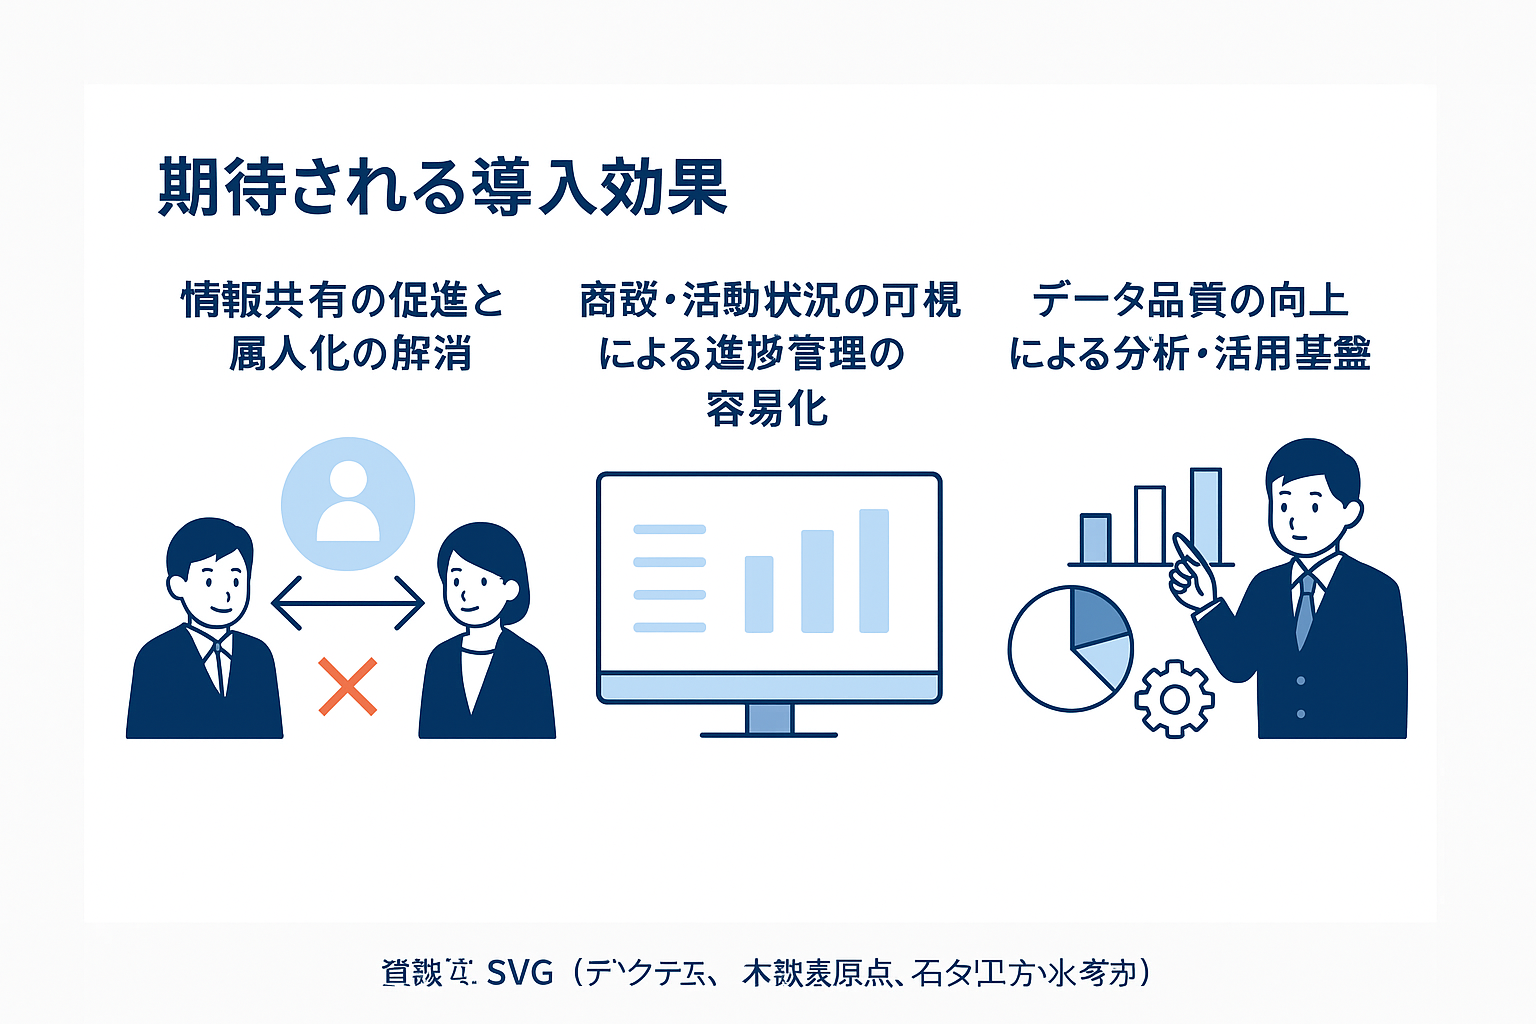 期待される導入効果
情報共有の促進と
属人化の解消
商談・活動状況の可視
による進捗管理の
容易化
データ品質の向上
による分析・活用基盤
SVG